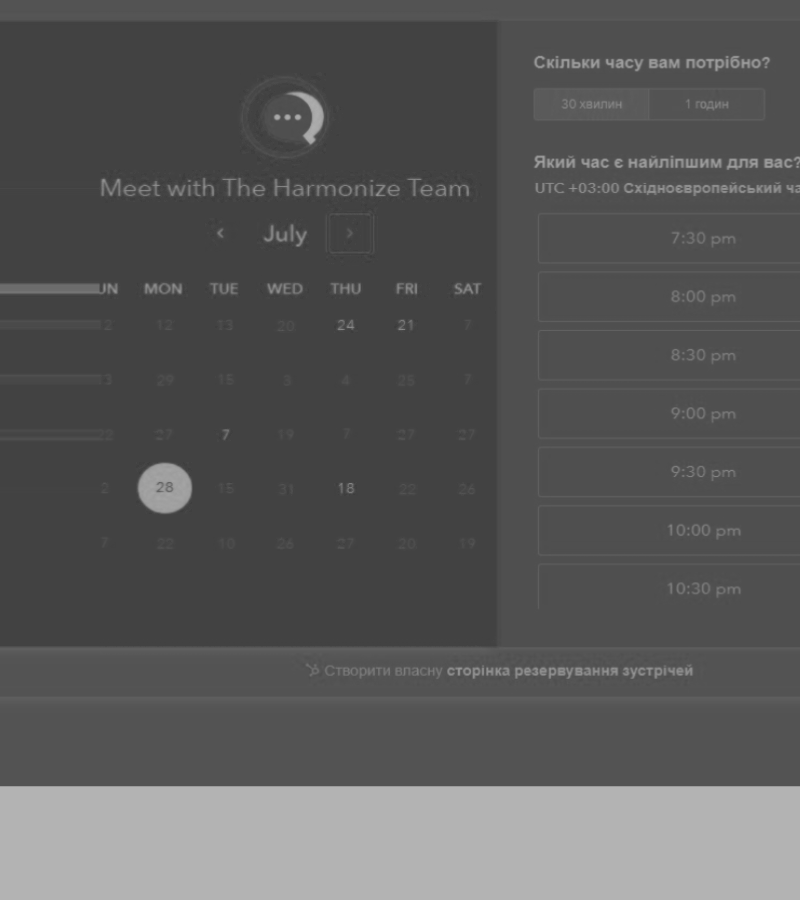 Meet with The Harmonize Team
July
UN MON TUE WED THU FRI SAT
2 12 13 20 24 21 7
3 29 15 3 4 28 7
27 7 19 7 27 27
2 28 15 31 18 22 26
7 22 10 26 27 20 19
Скільки часу вам потрібно?
30 хвилин 1 годин
Який час є найліпшим для вас?
UTC +03:00 Східноєвропейський ча
7:30 pm
8:00 pm
8:30 pm
9:00 pm
9:30 pm
10:00 pm
10:30 pm
Створити власну сторінка резервування зустрічей